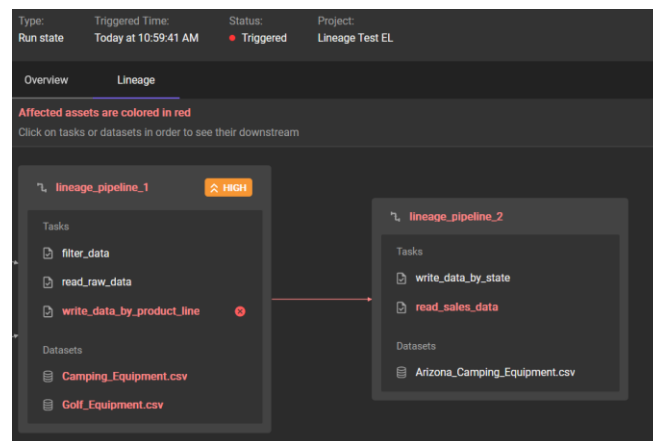 Type: Triggered Time: Status: Project:
Run state Today at 10:59:41 AM Triggered Lineage Test EL
Overview Lineage
Affected assets are colored in red
Click on tasks or datasets in order to see their downstream
lineage_pipeline_1 HIGH
Tasks
filter_data
read_raw_data
write_data_by_product_line
Datasets
Camping_Equipment.csv
Golf_Equipment.csv
lineage_pipeline_2
Tasks
write_data_by_state
read_sales_data
Datasets
Arizona_Camping_Equipment.csv